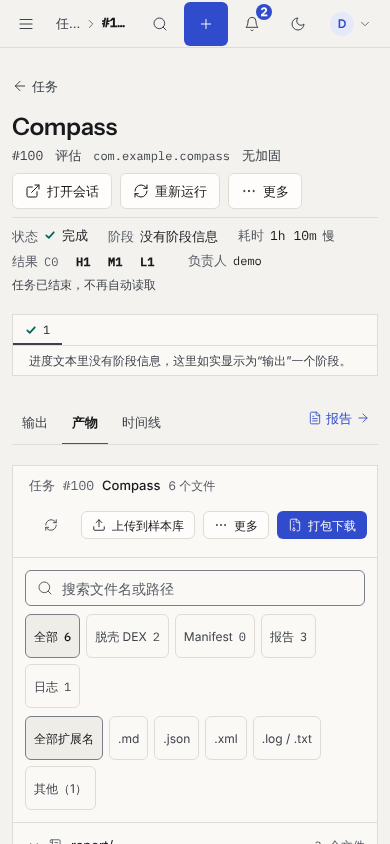 任... > #1...
2
D
← 任务
Compass
#100 评估 com.example.compass 无加固
打开会话 重新运行 ··· 更多
状态 完成 阶段 没有阶段信息 耗时 1h 10m 慢
结果 C0 H1 M1 L1 负责人 demo
任务已结束，不再自动读取
1
进度文本里没有阶段信息，这里如实显示为“输出”一个阶段。
输出 产物 时间线 报告 →
任务 #100 Compass 6 个文件
上传到样本库 ··· 更多 打包下载
搜索文件名或路径
全部 6 脱壳 DEX 2 Manifest 0 报告 3
日志 1
全部扩展名 .md .json .xml .log / .txt
其他（1）
report/ 3 个文件